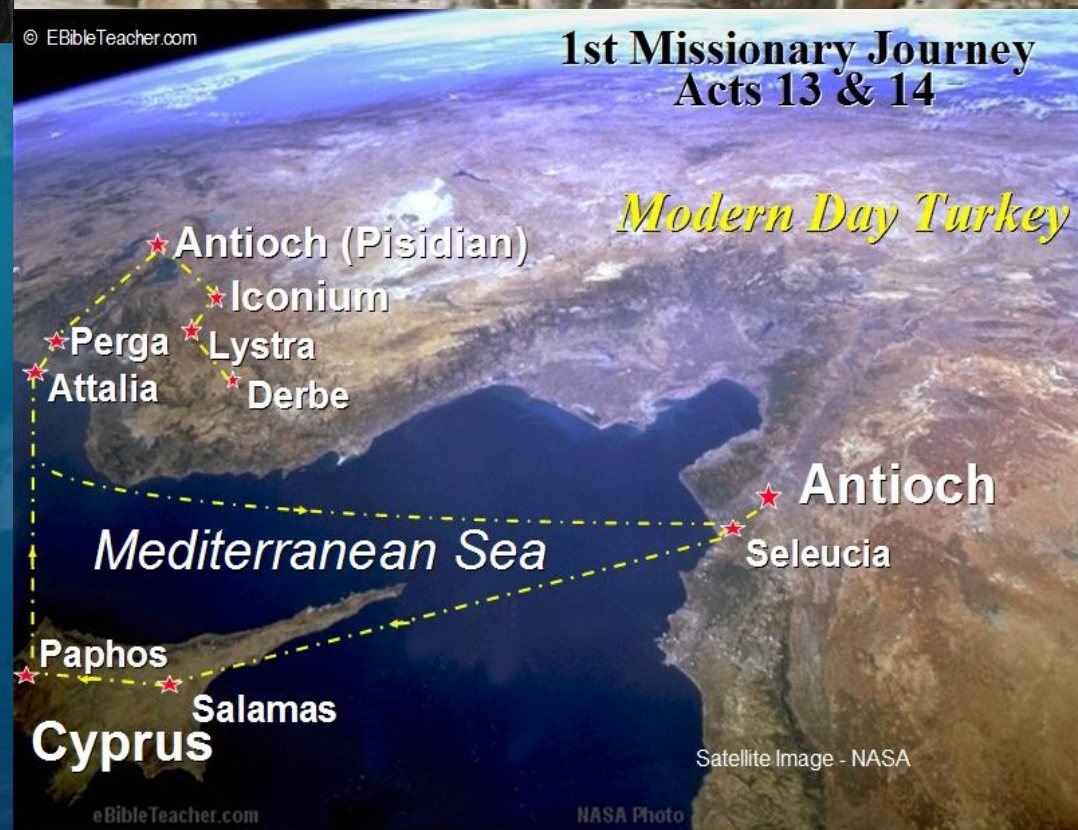 © EBibleTeacher.com
1st Missionary Journey
Acts 13 & 14
Modern Day Turkey
Antioch (Pisidian)
Iconium
Perga
Lystra
Attalia
Derbe
Antioch
Mediterranean Sea
Seleucia
Paphos
Salamas
Cyprus
Satellite Image - NASA
eBibleTeacher.com
NASA Photo